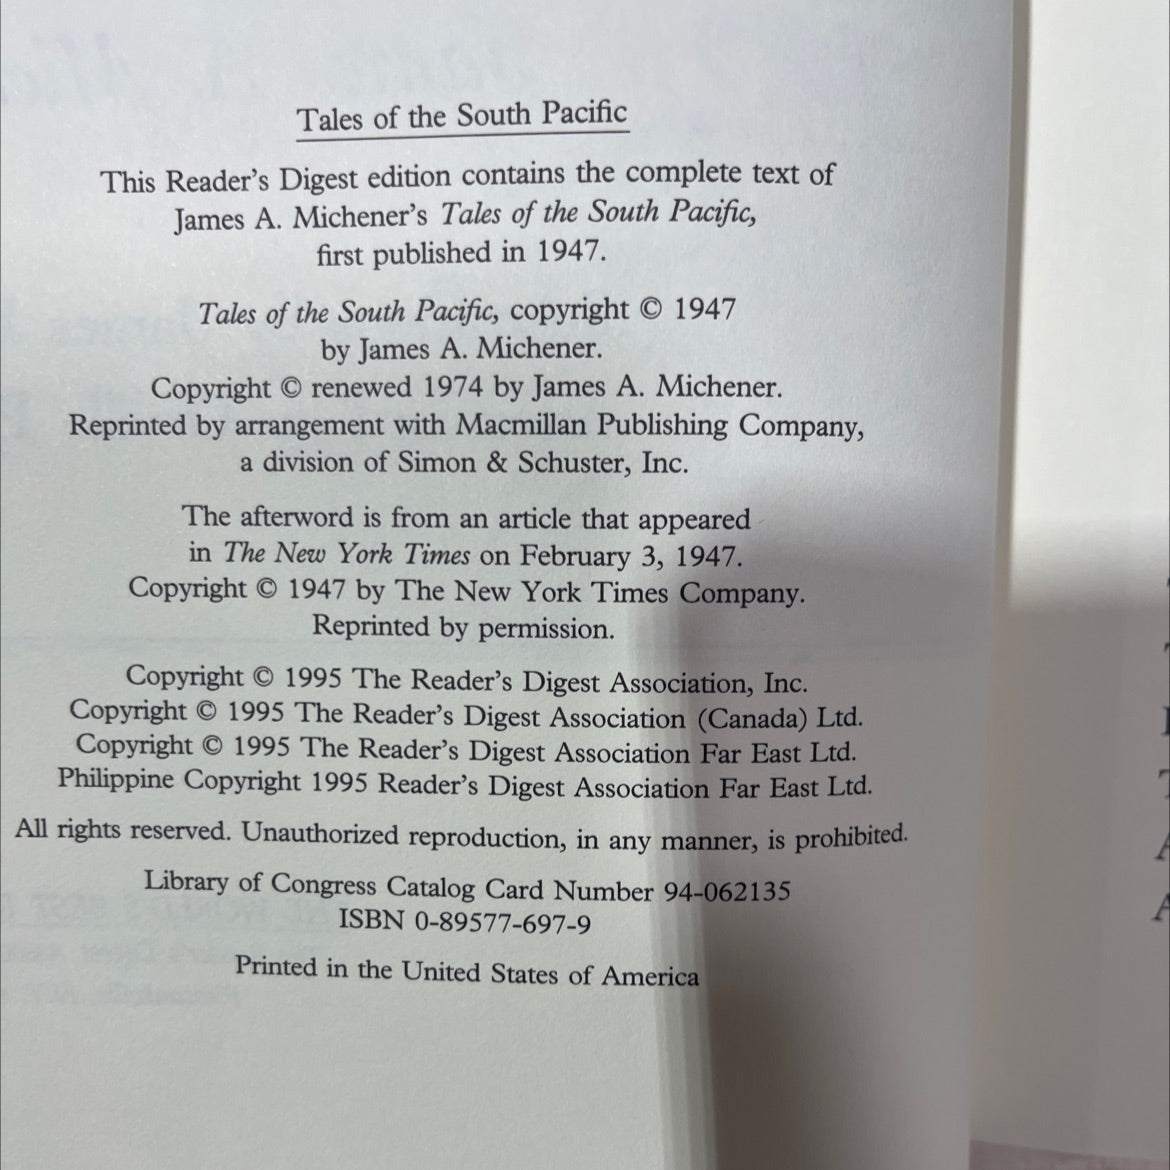 Tales of the South Pacific
This Reader's Digest edition contains the complete text of
James A. Michener's Tales of the South Pacific,
first published in 1947.
Tales of the South Pacific, copyright © 1947
by James A. Michener.
Copyright © renewed 1974 by James A. Michener.
Reprinted by arrangement with Macmillan Publishing Company,
a division of Simon & Schuster, Inc.
The afterword is from an article that appeared
in The New York Times on February 3, 1947.
Copyright © 1947 by The New York Times Company.
Reprinted by permission.
Copyright © 1995 The Reader's Digest Association, Inc.
Copyright © 1995 The Reader's Digest Association (Canada) Ltd.
Copyright © 1995 The Reader's Digest Association Far East Ltd.
Philippine Copyright 1995 Reader's Digest Association Far East Ltd.
All rights reserved. Unauthorized reproduction, in any manner, is prohibited.
Library of Congress Catalog Card Number 94-062135
ISBN 0-89577-697-9
Printed in the United States of America